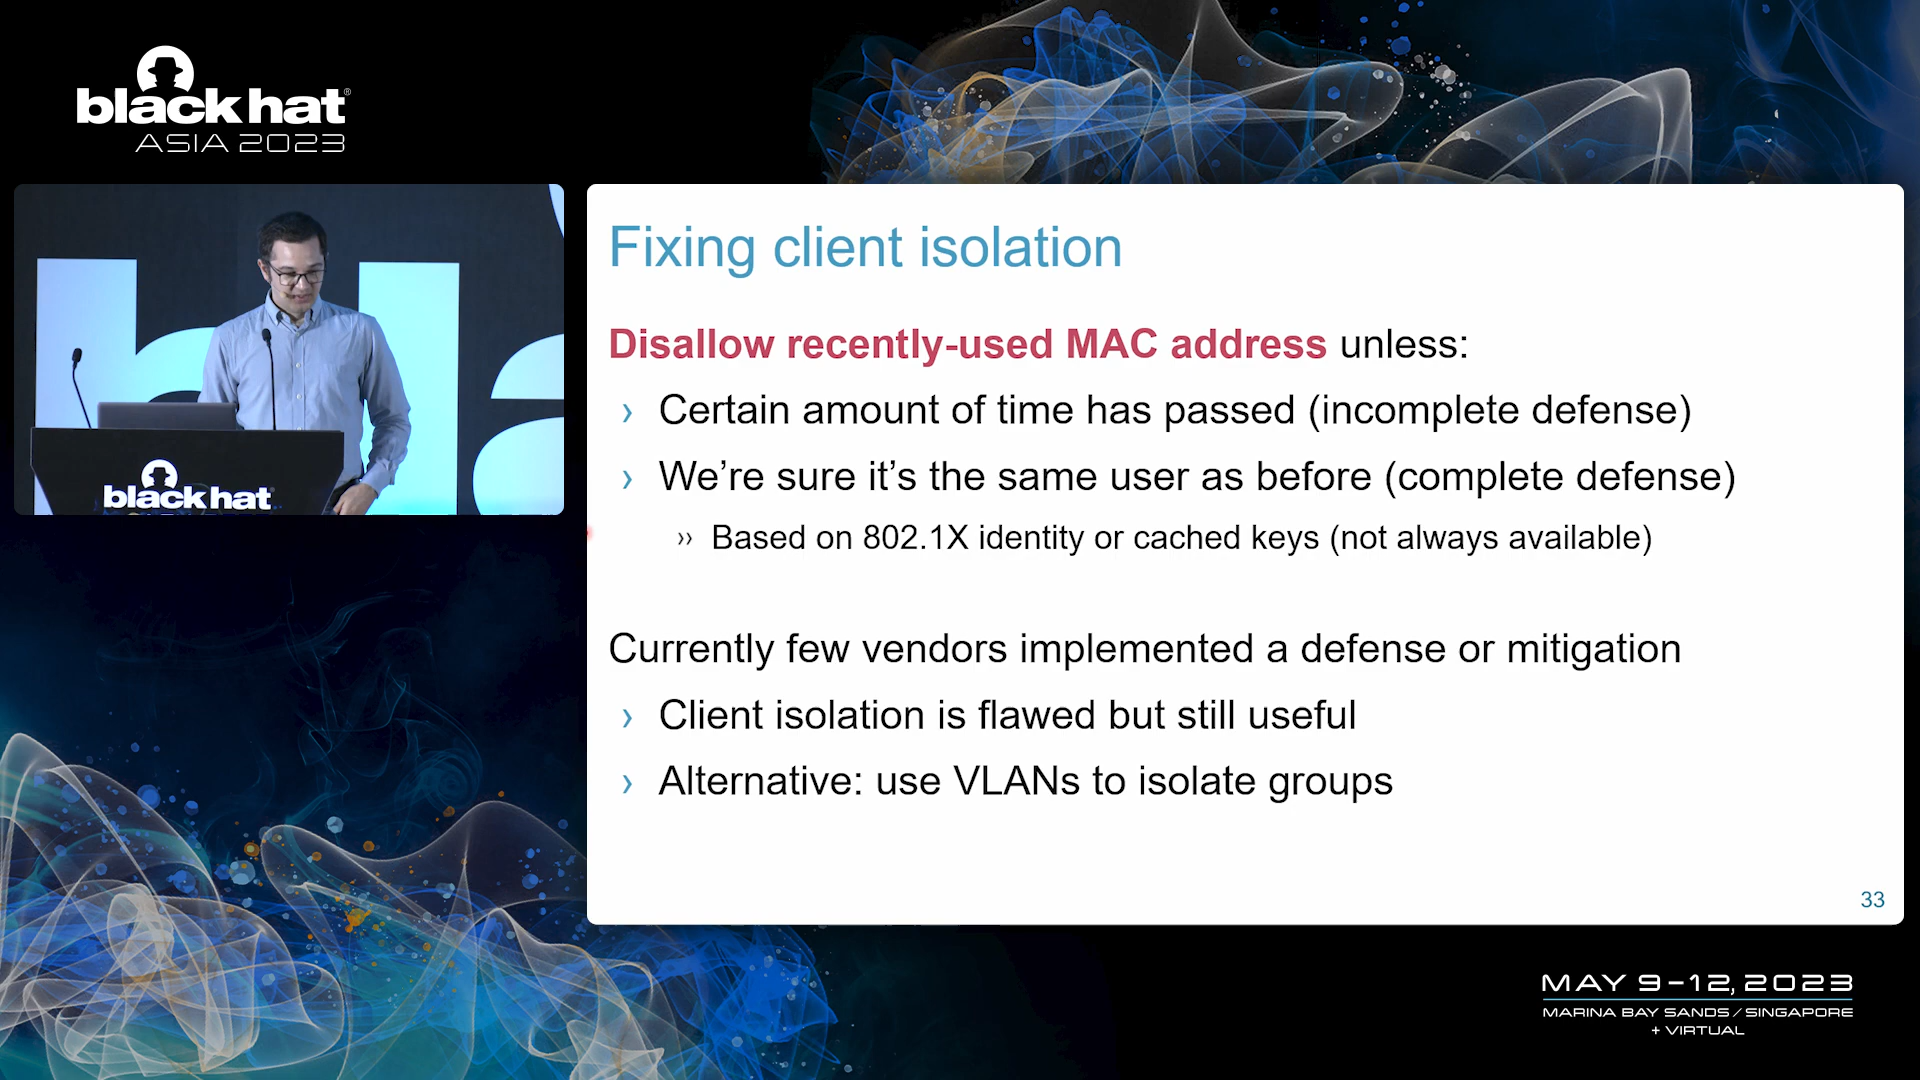 black hat®
ASIA 2023
black hat
Fixing client isolation
Disallow recently-used MAC address unless:
› Certain amount of time has passed (incomplete defense)
› We’re sure it’s the same user as before (complete defense)
›› Based on 802.1X identity or cached keys (not always available)
Currently few vendors implemented a defense or mitigation
› Client isolation is flawed but still useful
› Alternative: use VLANs to isolate groups
33
MAY 9-12, 2023
MARINA BAY SANDS / SINGAPORE
+ VIRTUAL